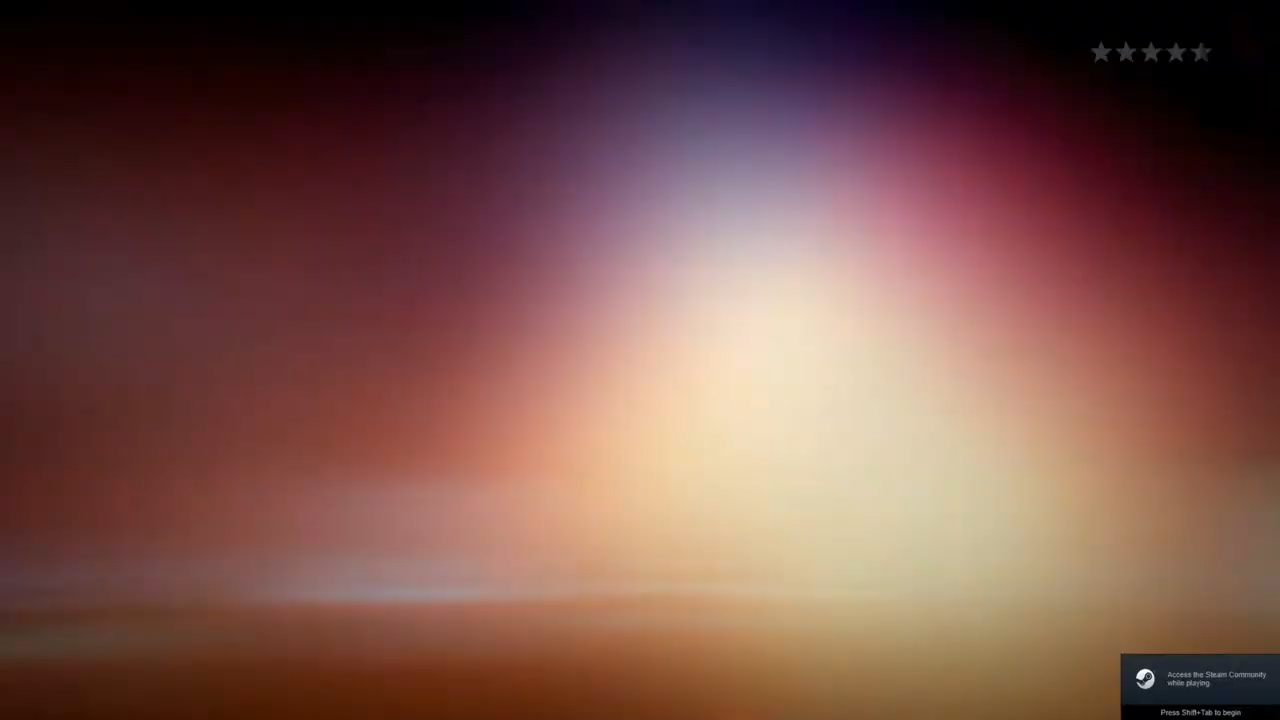 Access the Steam Community
while playing.
Press Shift+Tab to begin